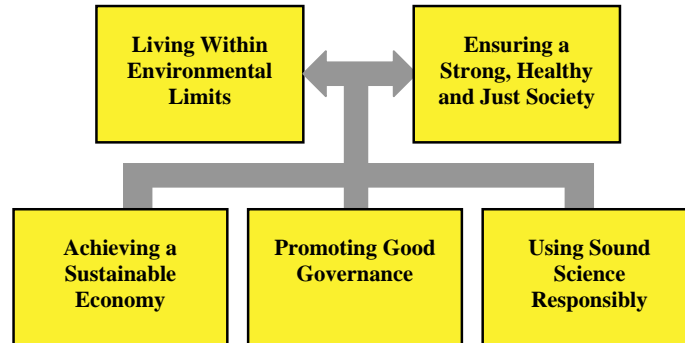 Living Within
Environmental
Limits
Ensuring a
Strong, Healthy
and Just Society
Achieving a
Sustainable
Economy
Promoting Good
Governance
Using Sound
Science
Responsibly